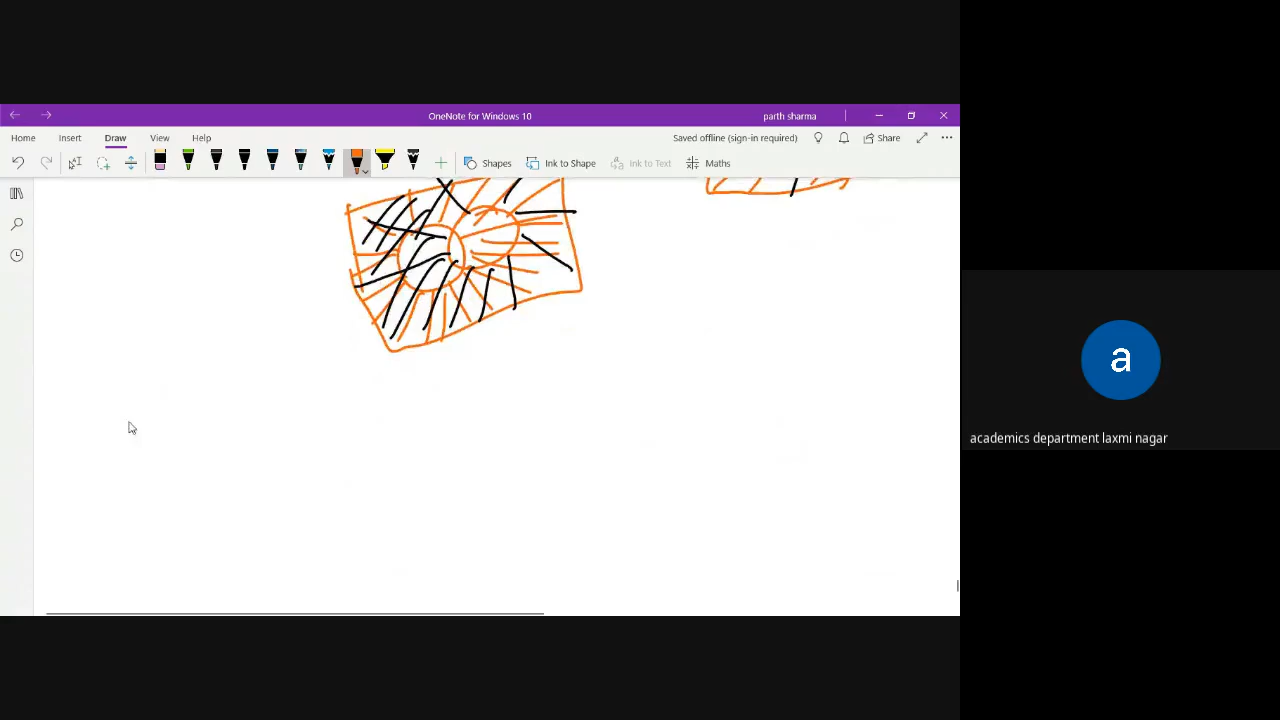 OneNote for Windows 10
parth sharma
Home
Insert
Draw
View
Help
Saved offline (sign-in required)
Share
Shapes
Ink to Shape
Ink to Text
Maths
a
academics department laxmi nagar